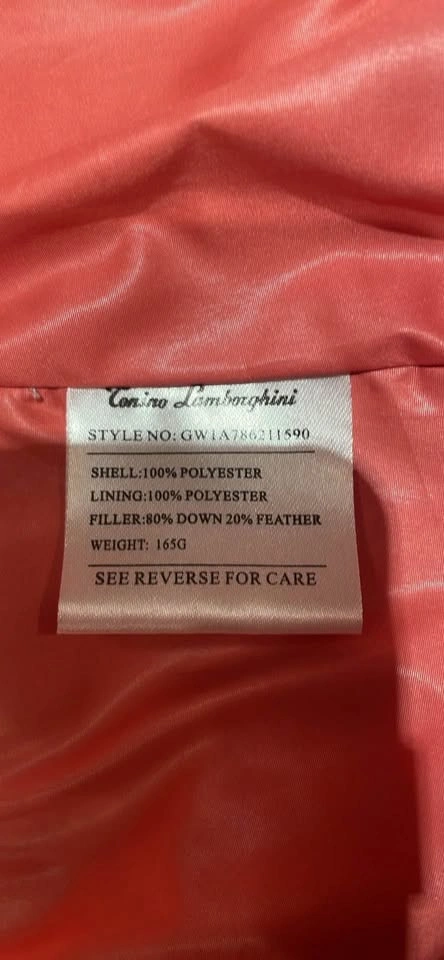 Tonino Lamborghini
STYLE NO: GW1A786211590
SHELL:100% POLYESTER
LINING:100% POLYESTER
FILLER:80% DOWN 20% FEATHER
WEIGHT: 165G
SEE REVERSE FOR CARE